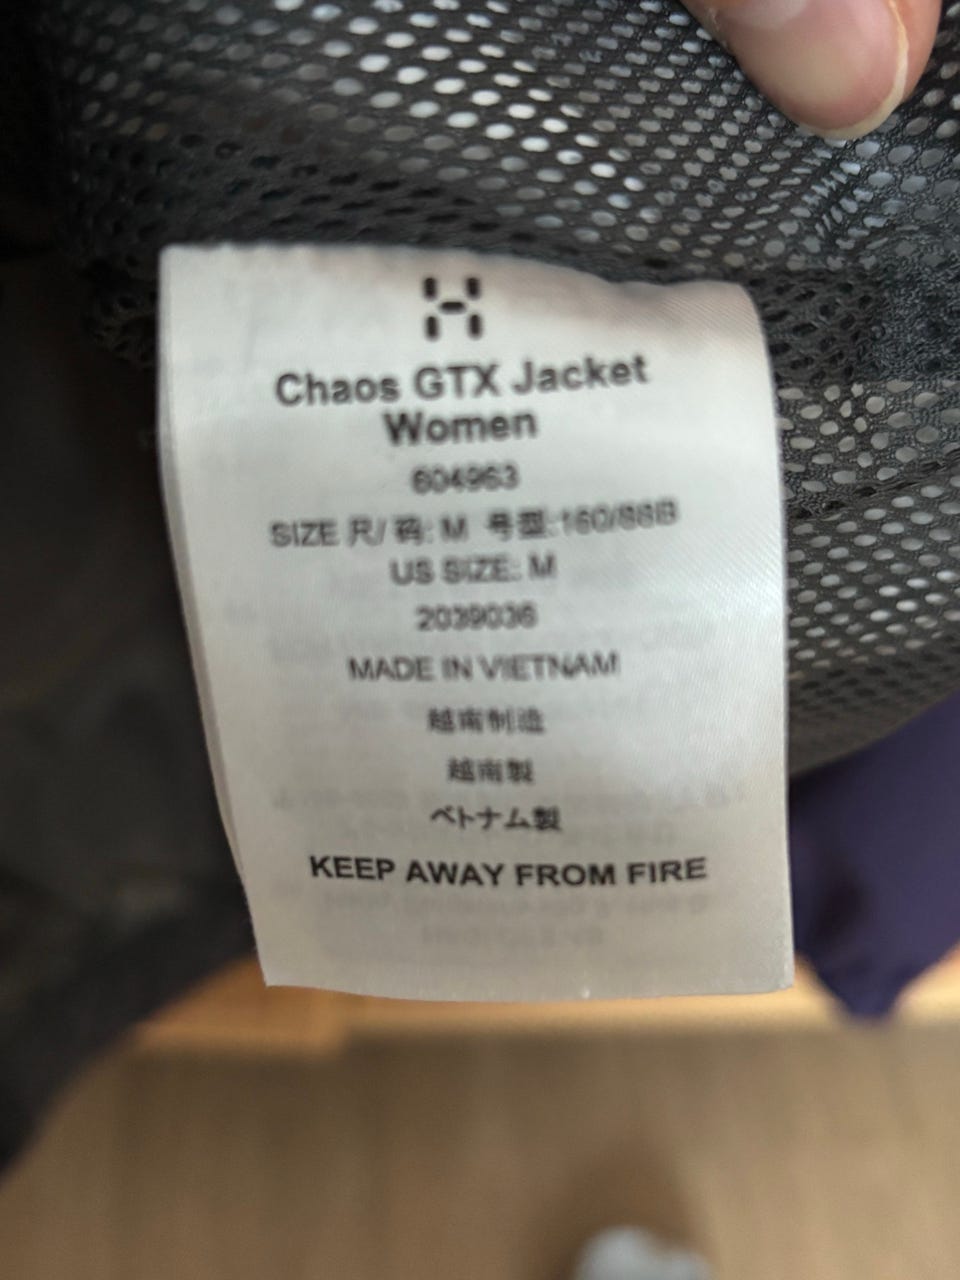 Chaos GTX Jacket
Women
604963
SIZE 尺/ 码: M 号型:160/88B
US SIZE: M
2039036
MADE IN VIETNAM
越南制造
越南製
ベトナム製
KEEP AWAY FROM FIRE